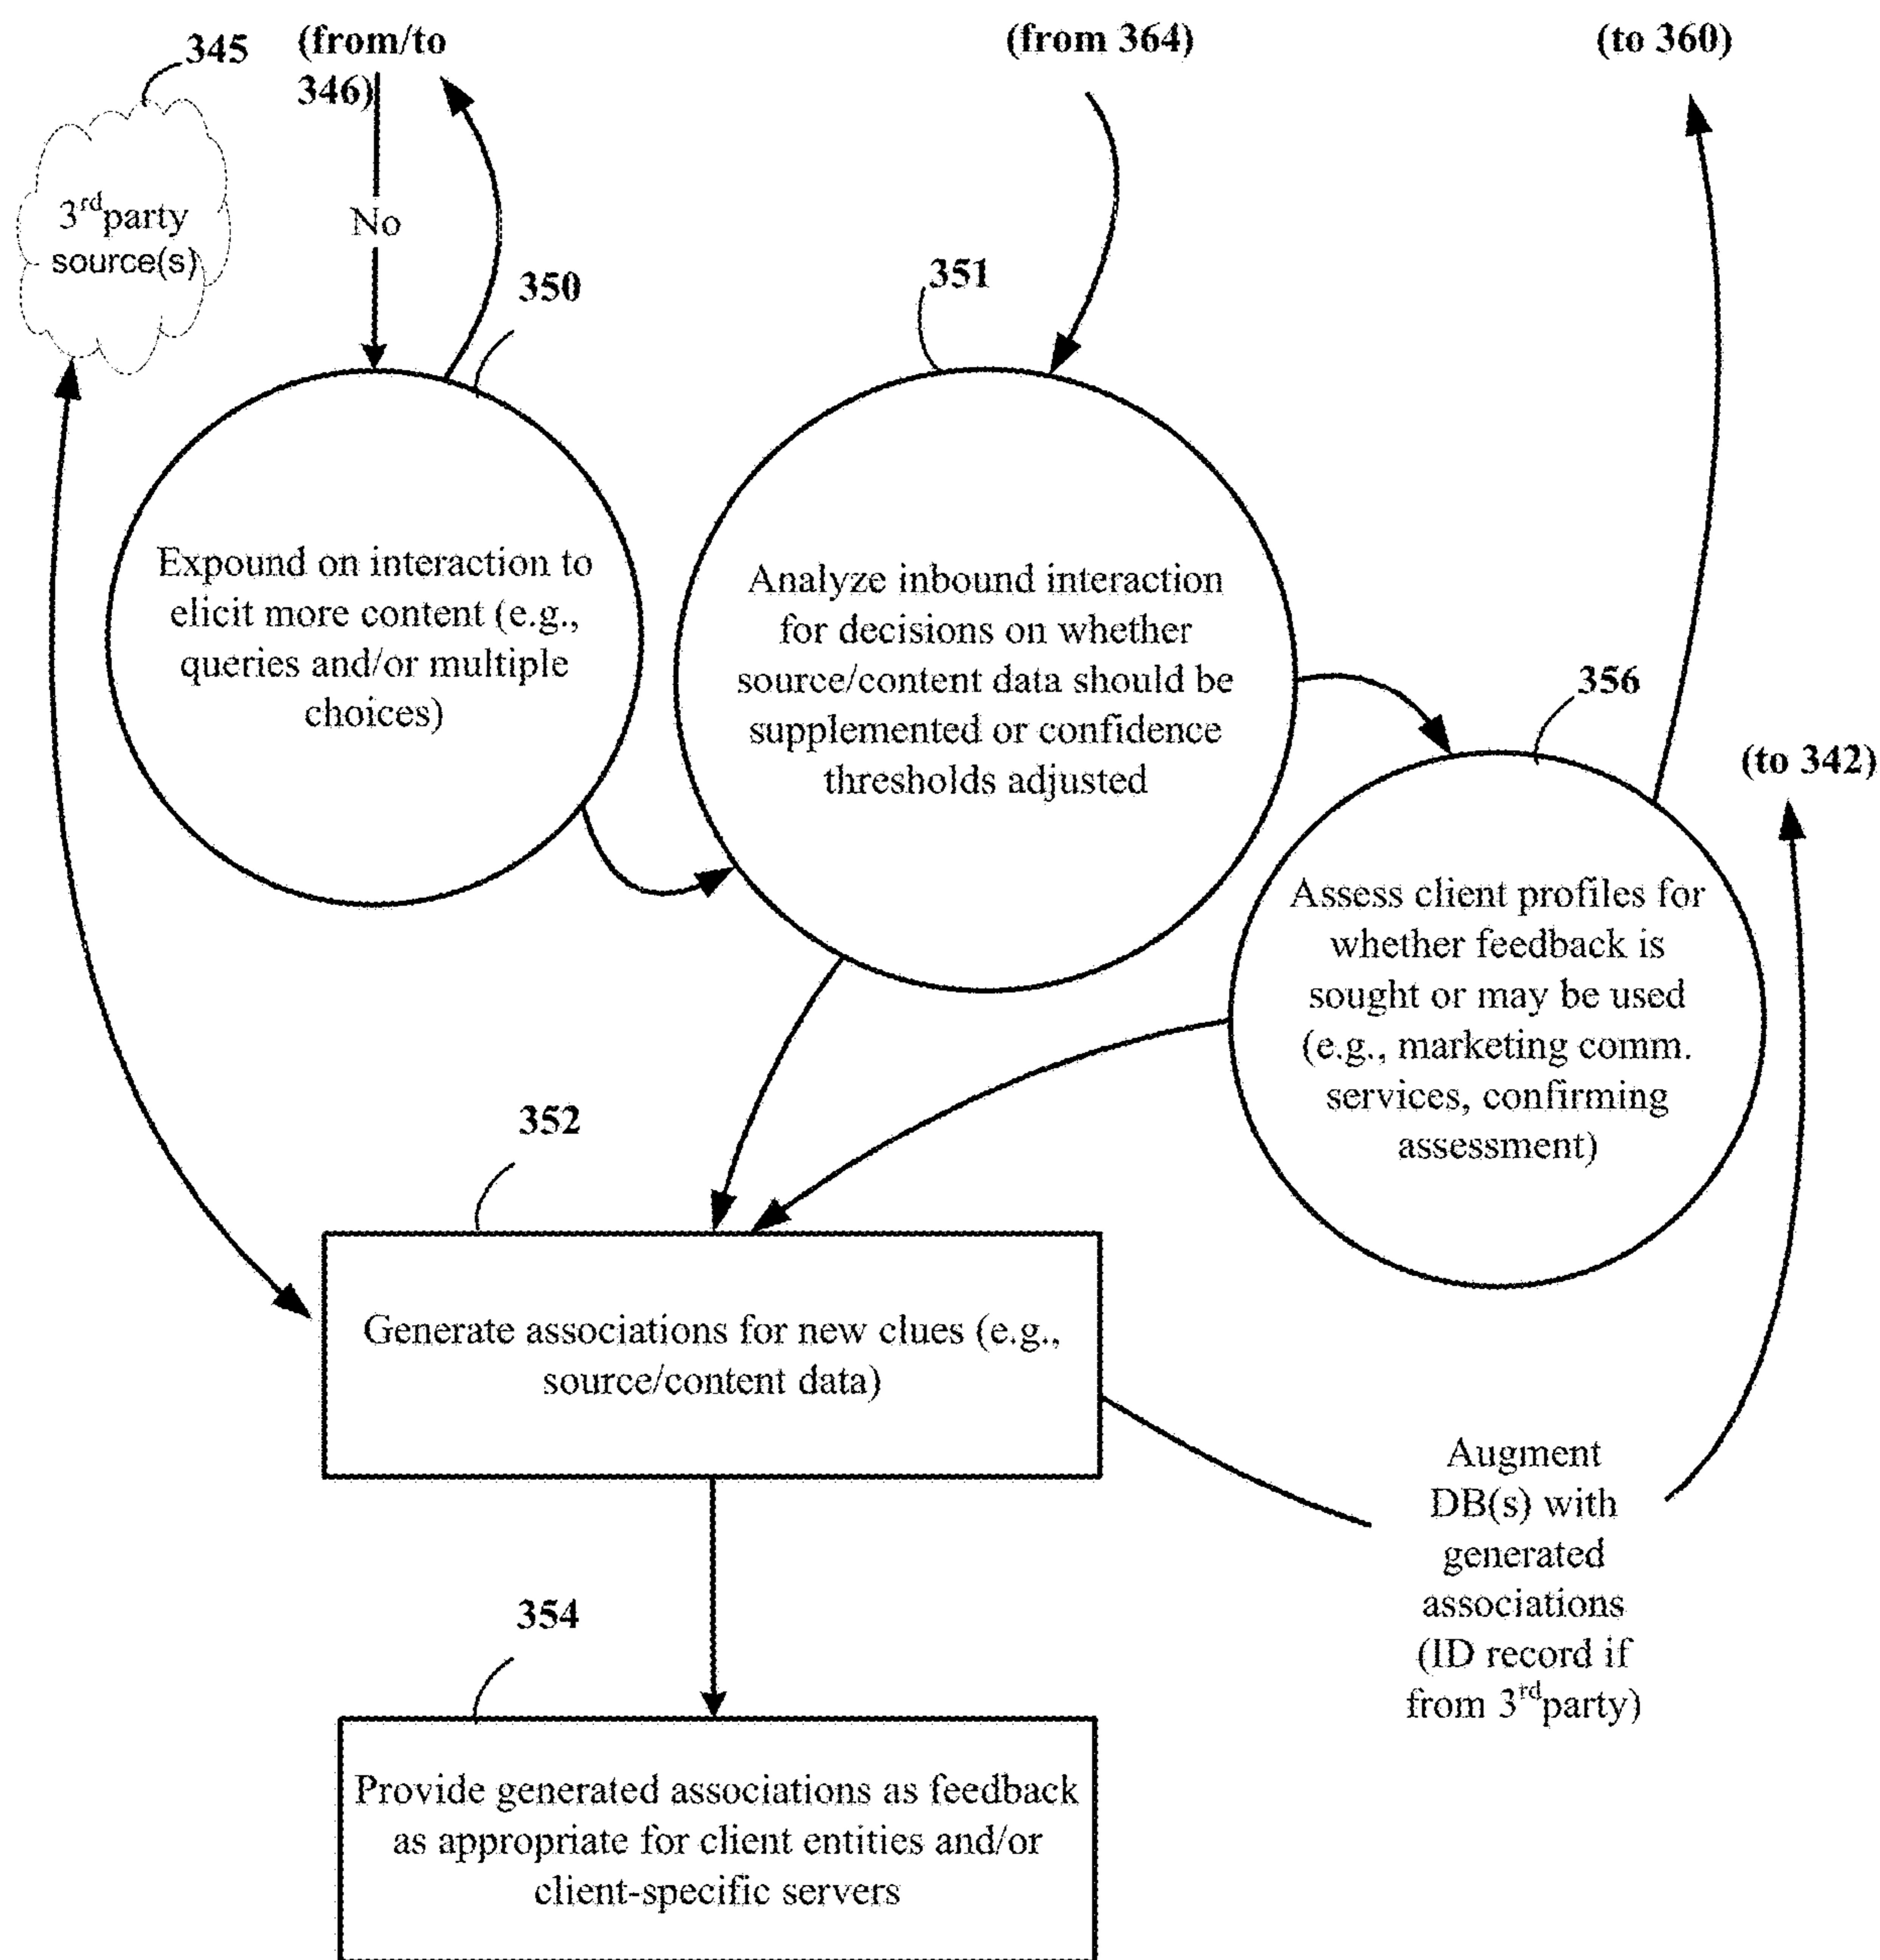 345
(from/to
346)
(from 364)
(to 360)
3rd party
source(s)
No
350
351
Expound on interaction to
elicit more content (e.g.,
queries and/or multiple
choices)
Analyze inbound interaction
for decisions on whether
source/content data should be
supplemented or confidence
thresholds adjusted
356
(to 342)
Assess client profiles for
whether feedback is
sought or may be used
(e.g., marketing comm.
services, confirming
assessment)
352
Generate associations for new clues (e.g.,
source/content data)
Augment
DB(s) with
generated
associations
(ID record if
from 3rd party)
354
Provide generated associations as feedback
as appropriate for client entities and/or
client-specific servers